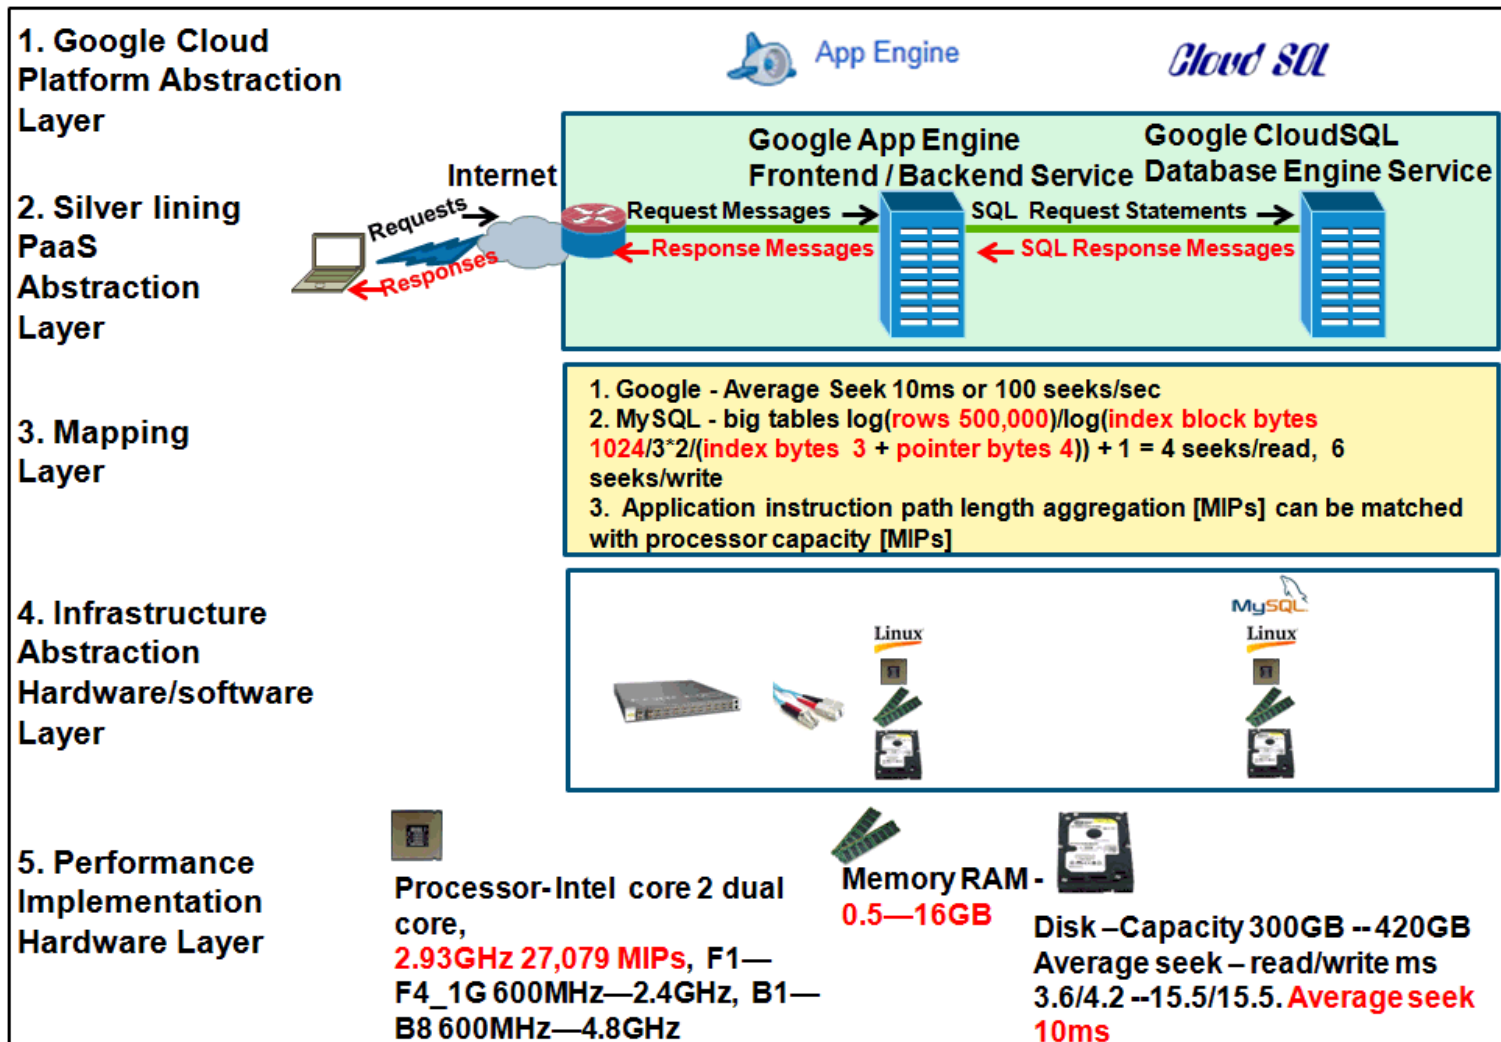 1. Google Cloud
Platform Abstraction
Layer
App Engine
Cloud SQL
Google App Engine
Frontend / Backend Service
Google CloudSQL
Database Engine Service
Internet
2. Silver lining
PaaS
Abstraction
Layer
Requests
Responses
Request Messages
Response Messages
SQL Request Statements
SQL Response Messages
3. Mapping
Layer
1. Google - Average Seek 10ms or 100 seeks/sec
2. MySQL - big tables log(rows 500,000)/log(index block bytes
1024/3*2/(index bytes 3 + pointer bytes 4)) + 1 = 4 seeks/read, 6
seeks/write
3. Application instruction path length aggregation [MIPs] can be matched
with processor capacity [MIPs]
4. Infrastructure
Abstraction
Hardware/software
Layer
Linux
MySQL
Linux
5. Performance
Implementation
Hardware Layer
Processor-Intel core 2 dual
core,
2.93GHz 27,079 MIPs, F1—
F4_1G 600MHz—2.4GHz, B1—
B8 600MHz—4.8GHz
Memory RAM -
0.5—16GB
Disk –Capacity 300GB -- 420GB
Average seek – read/write ms
3.6/4.2 --15.5/15.5. Average seek
10ms